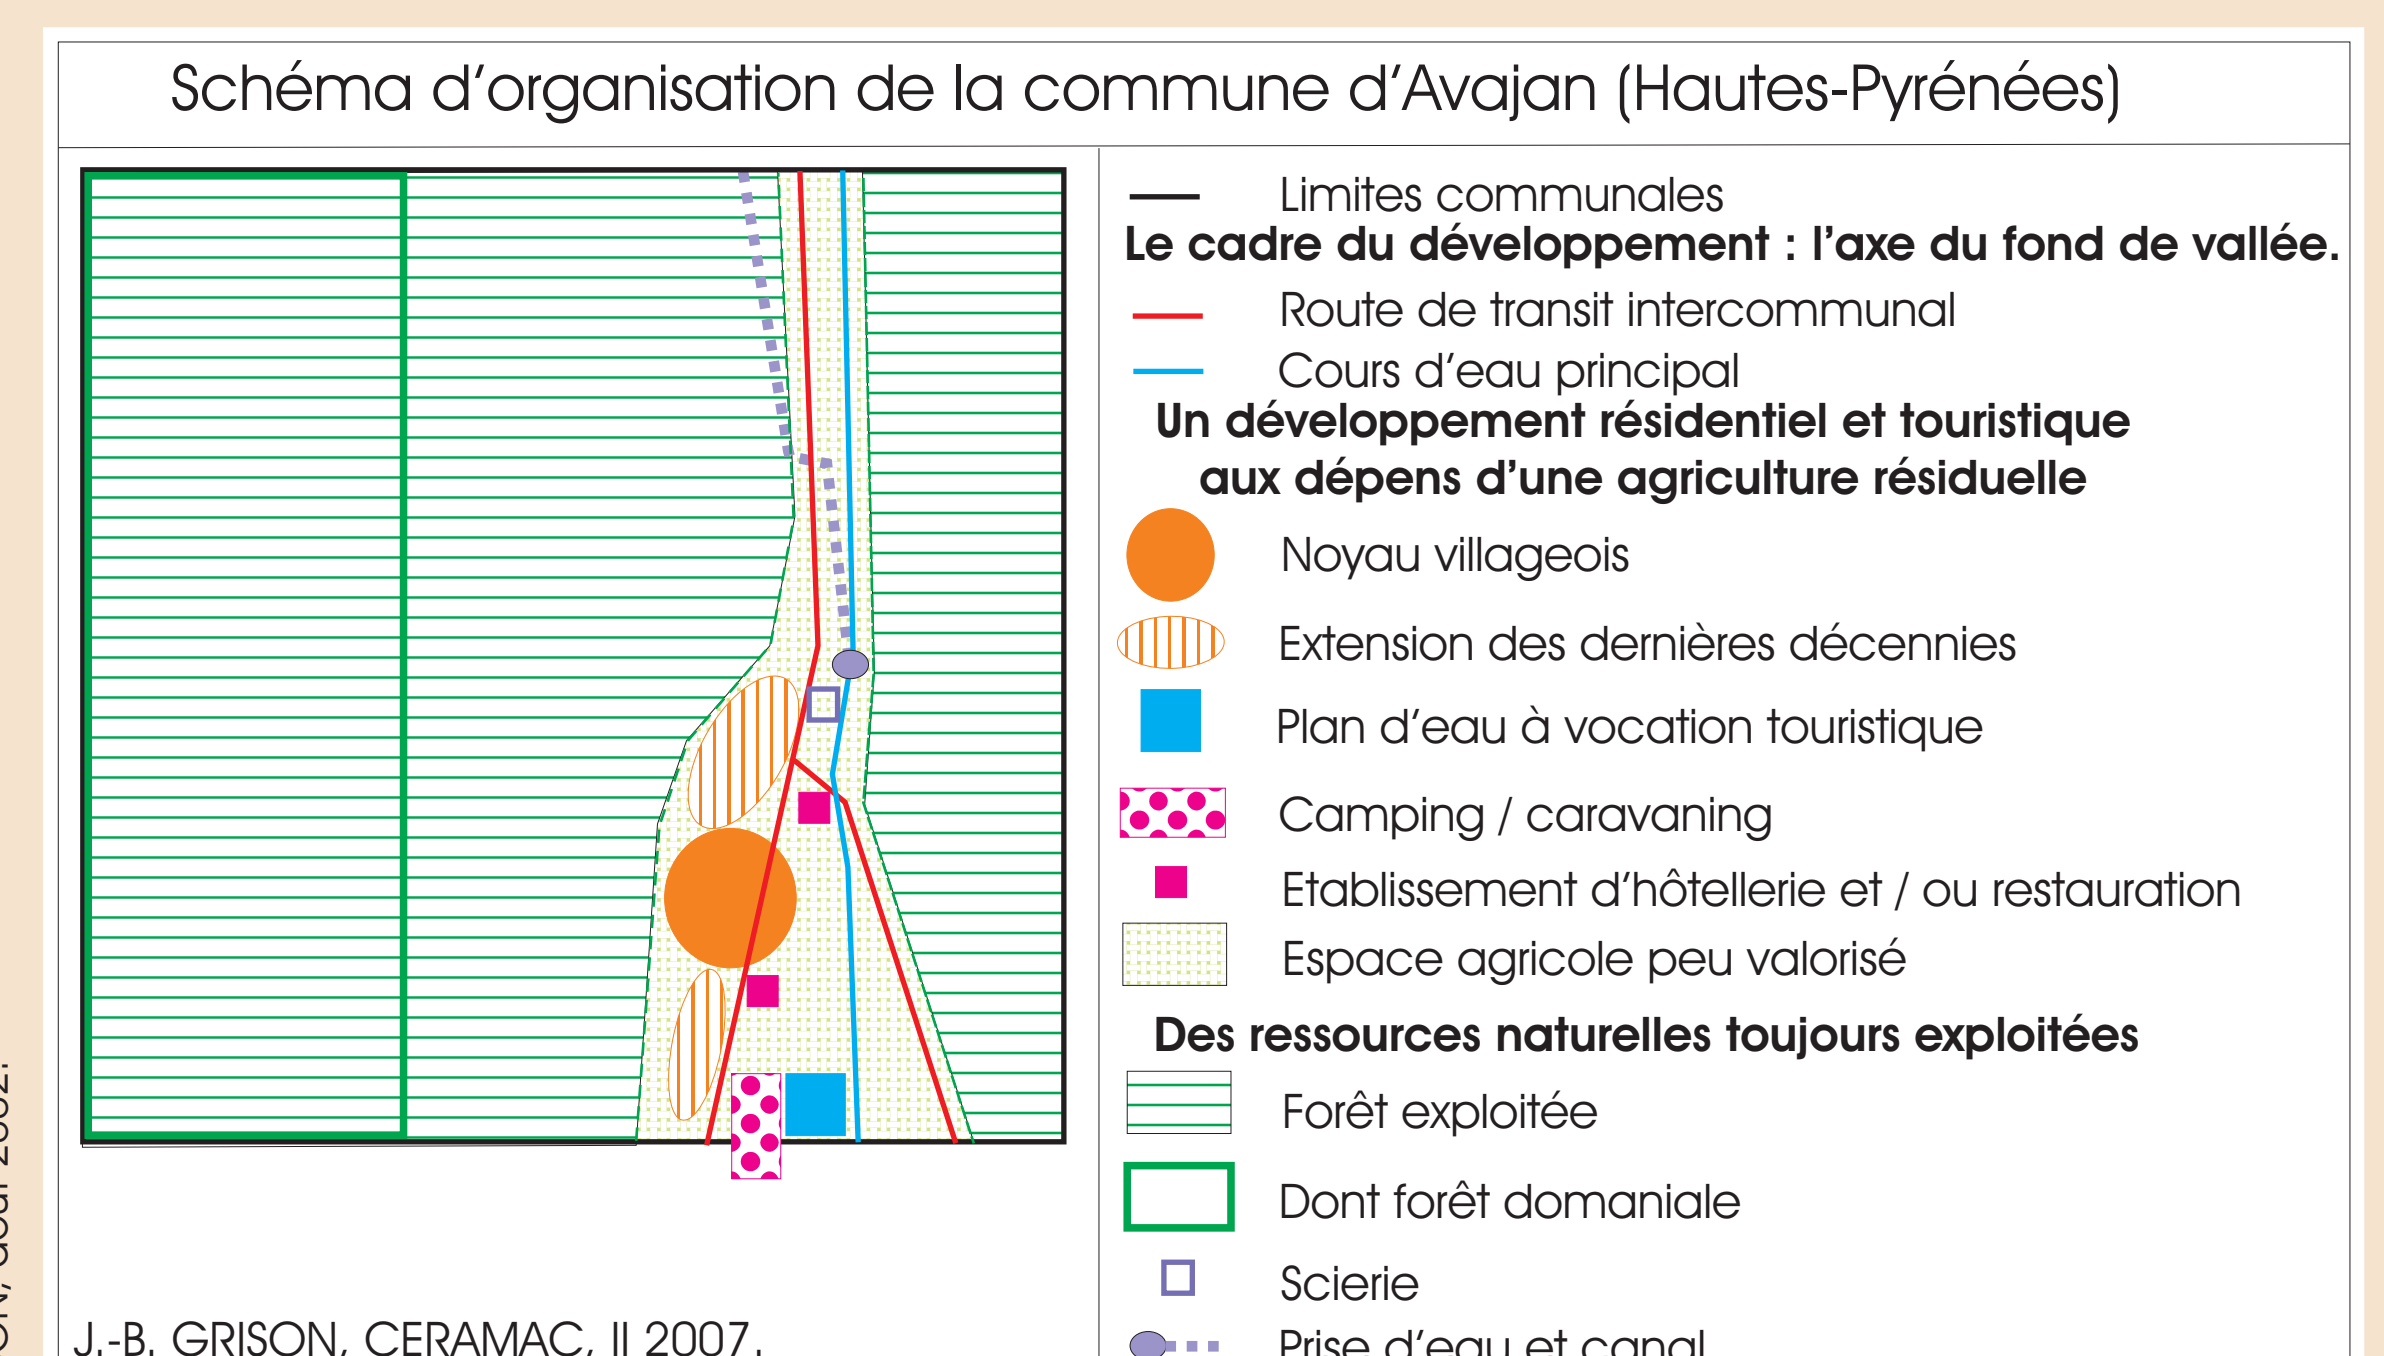 Schéma d'organisation de la commune d'Avajan (Hautes-Pyrénées)
Limites communales
Le cadre du développement : l'axe du fond de vallée.
Route de transit intercommunal
Cours d'eau principal
Un développement résidentiel et touristique
aux dépens d'une agriculture résiduelle
Noyau villageois
Extension des dernières décennies
Plan d'eau à vocation touristique
Camping / caravaning
Etablissement d'hôtellerie et / ou restauration
Espace agricole peu valorisé
Des ressources naturelles toujours exploitées
Forêt exploitée
Dont forêt domaniale
Scierie
Prise d'eau et canal
J.-B. GRISON, CERAMAC, II 2007.